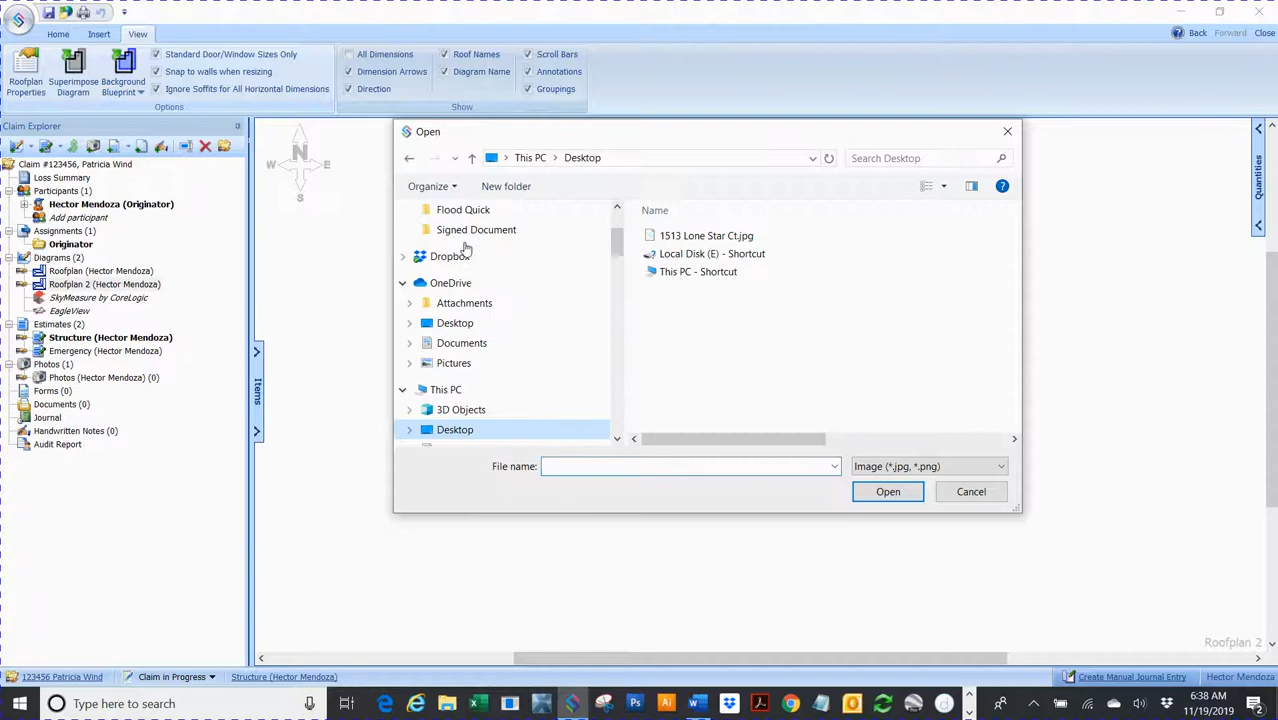 Home
Insert
View
Back
Forward
Close
Standard Door/Window Sizes Only
Snap to walls when resizing
Ignore Soffits for All Horizontal Dimensions
Roofplan Properties
Superimpose Diagram
Background Blueprint
Options
All Dimensions
Dimension Arrows
Direction
Roof Names
Diagram Name
Scroll Bars
Annotations
Groupings
Show
Claim Explorer
Claim #123456, Patricia Wind
Loss Summary
Participants (1)
Hector Mendoza (Originator)
Add participant
Assignments (1)
Originator
Diagrams (2)
Roofplan (Hector Mendoza)
Roofplan 2 (Hector Mendoza)
SkyMeasure by CoreLogic
EagleView
Estimates (2)
Structure (Hector Mendoza)
Emergency (Hector Mendoza)
Photos (1)
Photos (Hector Mendoza) (0)
Forms (0)
Documents (0)
Journal
Handwritten Notes (0)
Audit Report
Items
N
W E
S
Quantities
Open
This PC > Desktop
Search Desktop
Organize
New folder
Flood Quick
Signed Document
Dropbox
OneDrive
Attachments
Desktop
Documents
Pictures
This PC
3D Objects
Desktop
Name
1513 Lone Star Ct.jpg
Local Disk (E) - Shortcut
This PC - Shortcut
File name:
Image (*.jpg, *.png)
Open
Cancel
Roofplan 2
123456 Patricia Wind
Claim in Progress
Structure (Hector Mendoza)
Create Manual Journal Entry
Hector Mendoza
Type here to search
6:38 AM
11/19/2019